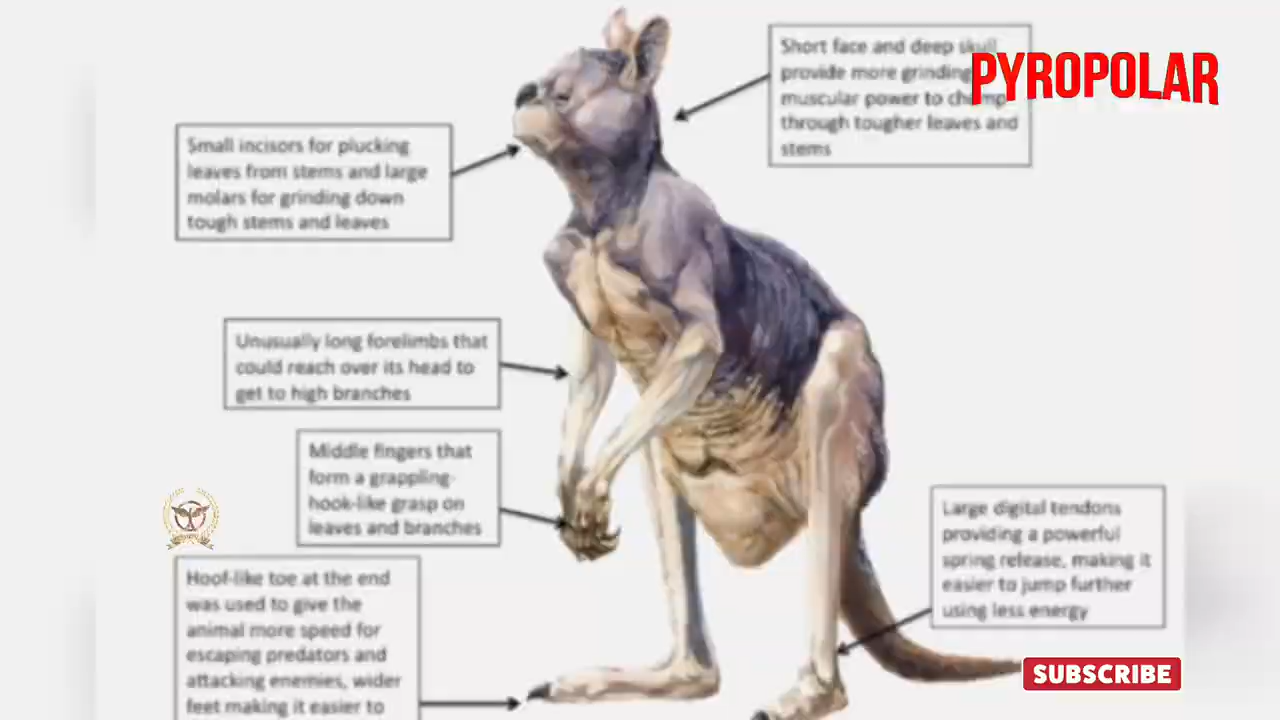 Short face and deep skull
provide more grinding
muscular power to chomp
through tougher leaves and
stems
PYROPOLAR
Small incisors for plucking
leaves from stems and large
molars for grinding down
tough stems and leaves
Unusually long forelimbs that
could reach over its head to
get to high branches
Middle fingers that
form a grappling-
hook-like grasp on
leaves and branches
Large digital tendons
providing a powerful
spring release, making it
easier to jump further
using less energy
Hoof-like toe at the end
was used to give the
animal more speed for
escaping predators and
attacking enemies, wider
feet making it easier to
SUBSCRIBE